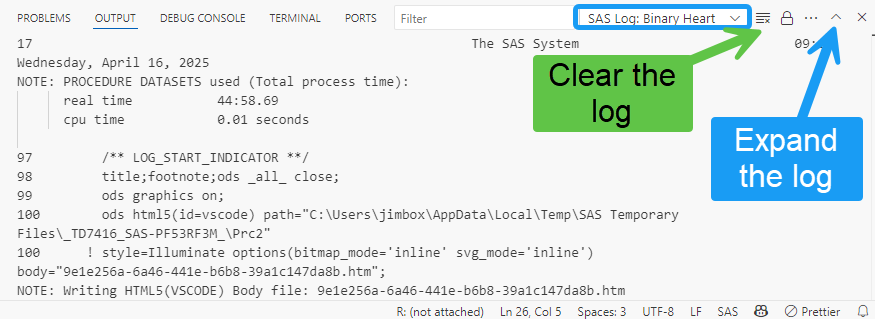 PROBLEMS OUTPUT DEBUG CONSOLE TERMINAL PORTS Filter SAS Log: Binary Heart
17 The SAS System
Wednesday, April 16, 2025
NOTE: PROCEDURE DATASETS used (Total process time):
real time 44:58.69
cpu time 0.01 seconds
Clear the
log
Expand
the log
97 /** LOG_START_INDICATOR **/
98 title;footnote;ods _all_ close;
99 ods graphics on;
100 ods html5(id=vscode) path="C:\Users\jimbox\AppData\Local\Temp\SAS Temporary
Files\_TD7416_SAS-PF53RF3M_\Prc2"
100 ! style=Illuminate options(bitmap_mode='inline' svg_mode='inline')
body="9e1e256a-6a46-441e-b6b8-39a1c147da8b.htm";
NOTE: Writing HTML5(VSCODE) Body file: 9e1e256a-6a46-441e-b6b8-39a1c147da8b.htm
R: (not attached) Ln 26, Col 5 Spaces: 3 UTF-8 LF SAS Prettier